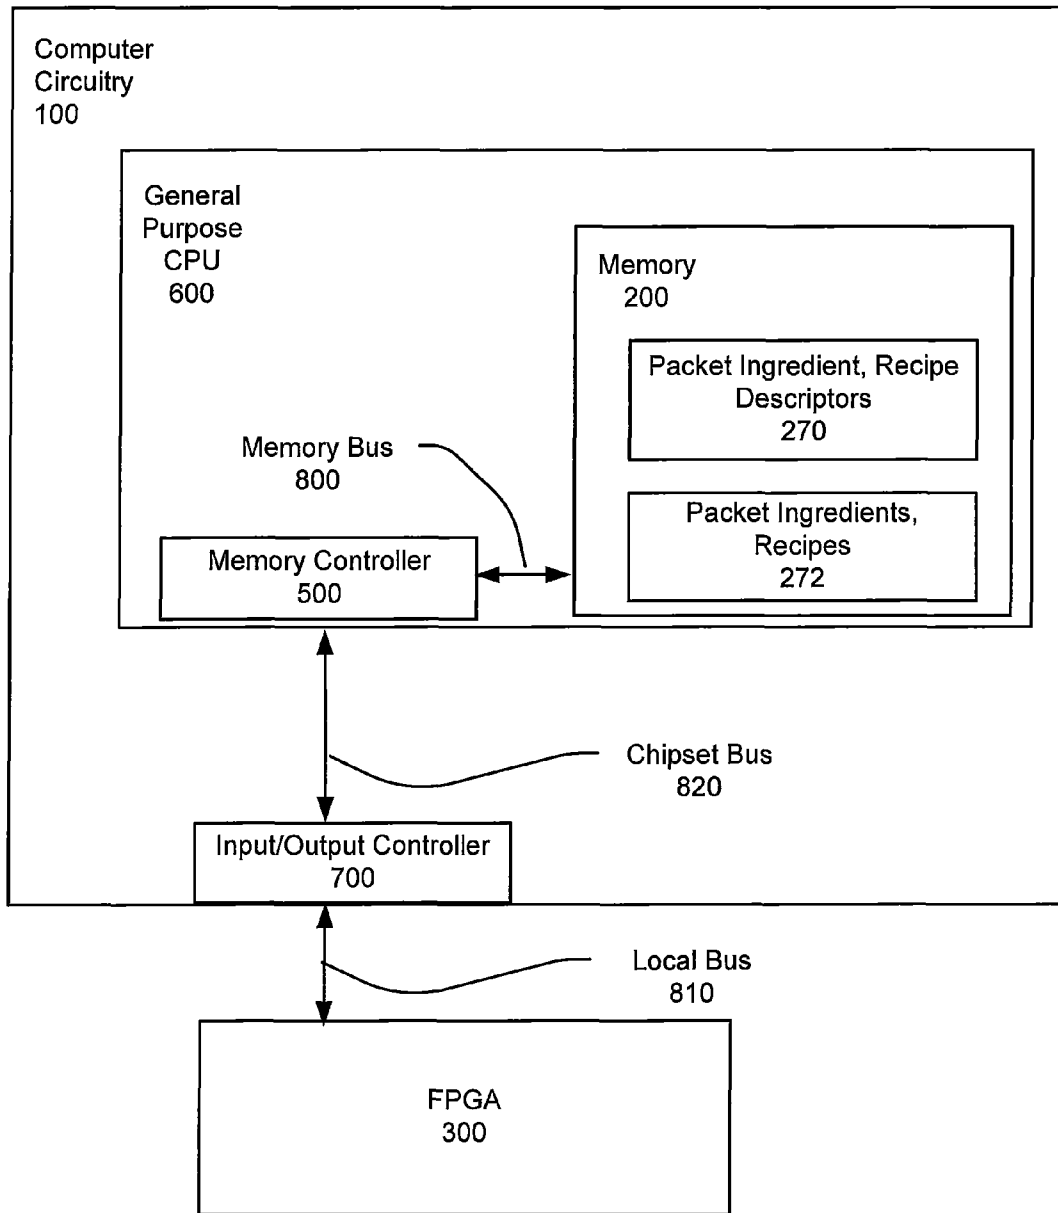 Computer
Circuitry
100
General
Purpose
CPU
600
Memory
200
Packet Ingredient, Recipe
Descriptors
270
Memory Bus
800
Packet Ingredients,
Recipes
272
Memory Controller
500
Chipset Bus
820
Input/Output Controller
700
Local Bus
810
FPGA
300